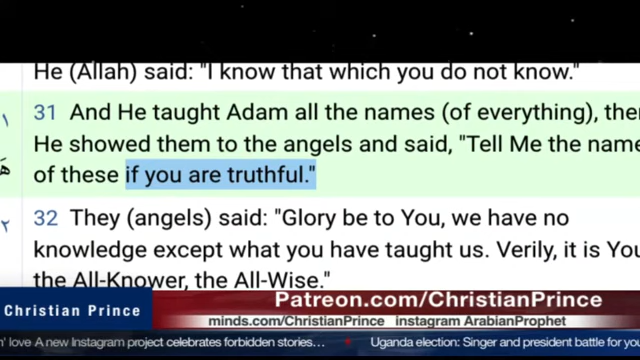 He (Allah) said: "I know that which you do not know."
31 And He taught Adam all the names (of everything), the
He showed them to the angels and said, "Tell Me the name
of these if you are truthful."
32 They (angels) said: "Glory be to You, we have no
knowledge except what you have taught us. Verily, it is You
the All-Knower, the All-Wise."
Christian Prince
Patreon.com/ChristianPrince
minds.com/ChristianPrince instagram ArabianProphet
n' love A new Instagram project celebrates forbidden stories... Uganda election: Singer and president battle for you